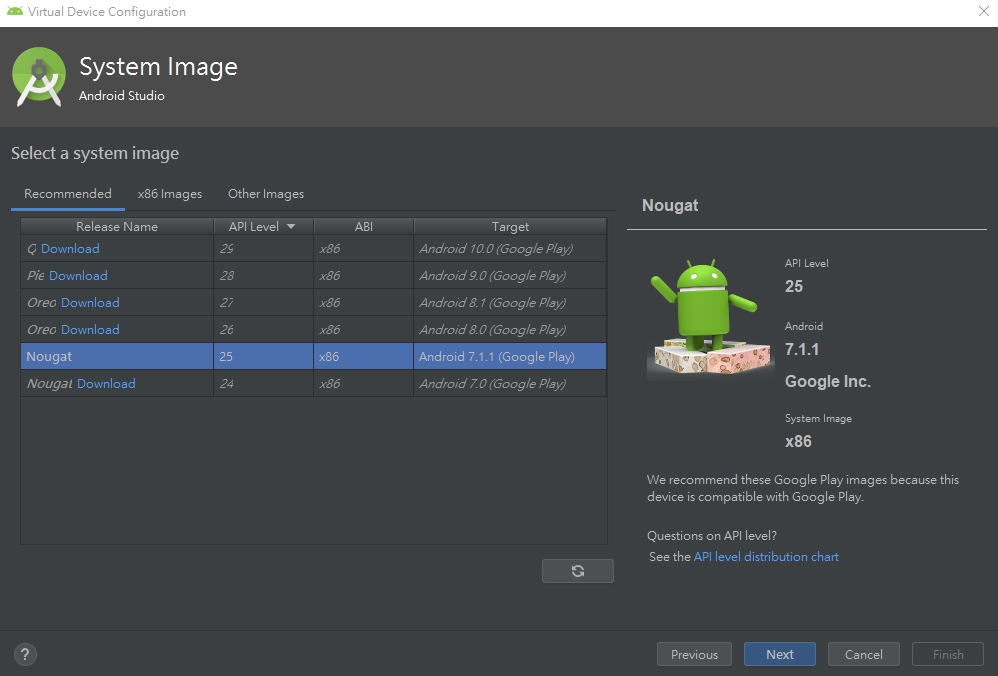 Virtual Device Configuration
System Image
Android Studio
Select a system image
Recommended x86 Images Other Images
Release Name API Level ABI Target
Q Download 29 x86 Android 10.0 (Google Play)
Pie Download 28 x86 Android 9.0 (Google Play)
Oreo Download 27 x86 Android 8.1 (Google Play)
Oreo Download 26 x86 Android 8.0 (Google Play)
Nougat 25 x86 Android 7.1.1 (Google Play)
Nougat Download 24 x86 Android 7.0 (Google Play)
Nougat
API Level
25
Android
7.1.1
Google Inc.
System Image
x86
We recommend these Google Play images because this
device is compatible with Google Play.
Questions on API level?
See the API level distribution chart
? Previous Next Cancel Finish